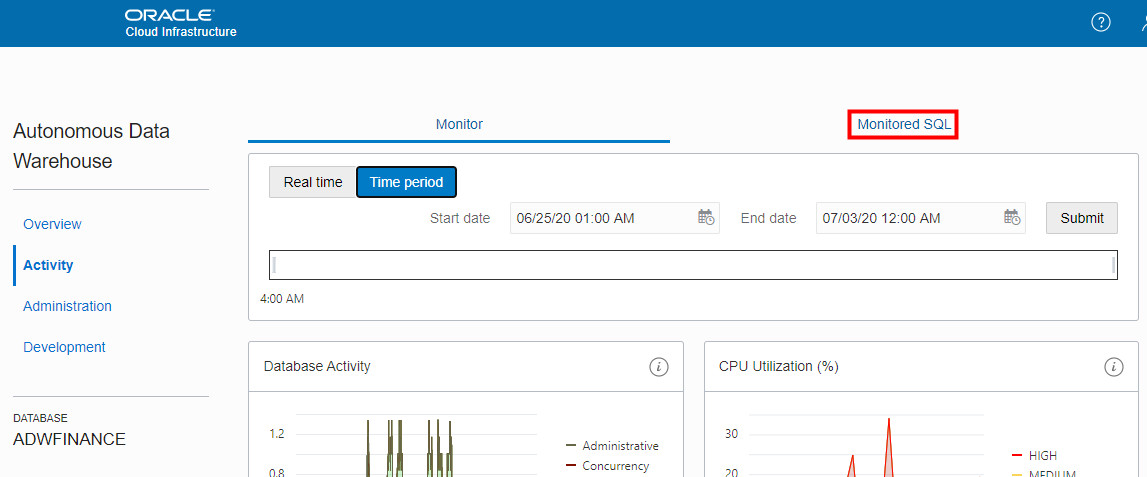 ORACLE
Cloud Infrastructure
Autonomous Data
Warehouse
Overview
Activity
Administration
Development
DATABASE
ADWFINANCE
Monitor
Monitored SQL
Real time
Time period
Start date
06/25/20 01:00 AM
End date
07/03/20 12:00 AM
Submit
4:00 AM
Database Activity
1.2
0.8
Administrative
Concurrency
CPU Utilization (%)
30
20
HIGH
MEDIUM